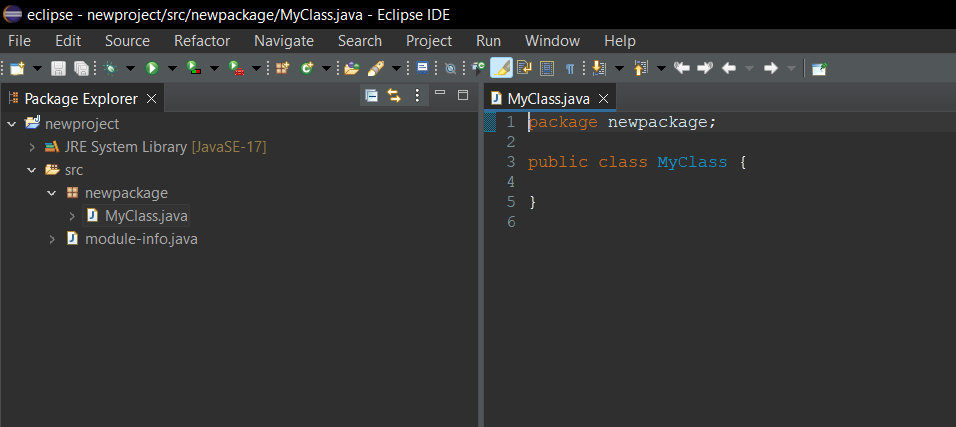 eclipse - newproject/src/newpackage/MyClass.java - Eclipse IDE
File Edit Source Refactor Navigate Search Project Run Window Help
Package Explorer
newproject
JRE System Library [JavaSE-17]
src
newpackage
MyClass.java
module-info.java
MyClass.java
1 package newpackage;
2
3 public class MyClass {
4
5 }
6